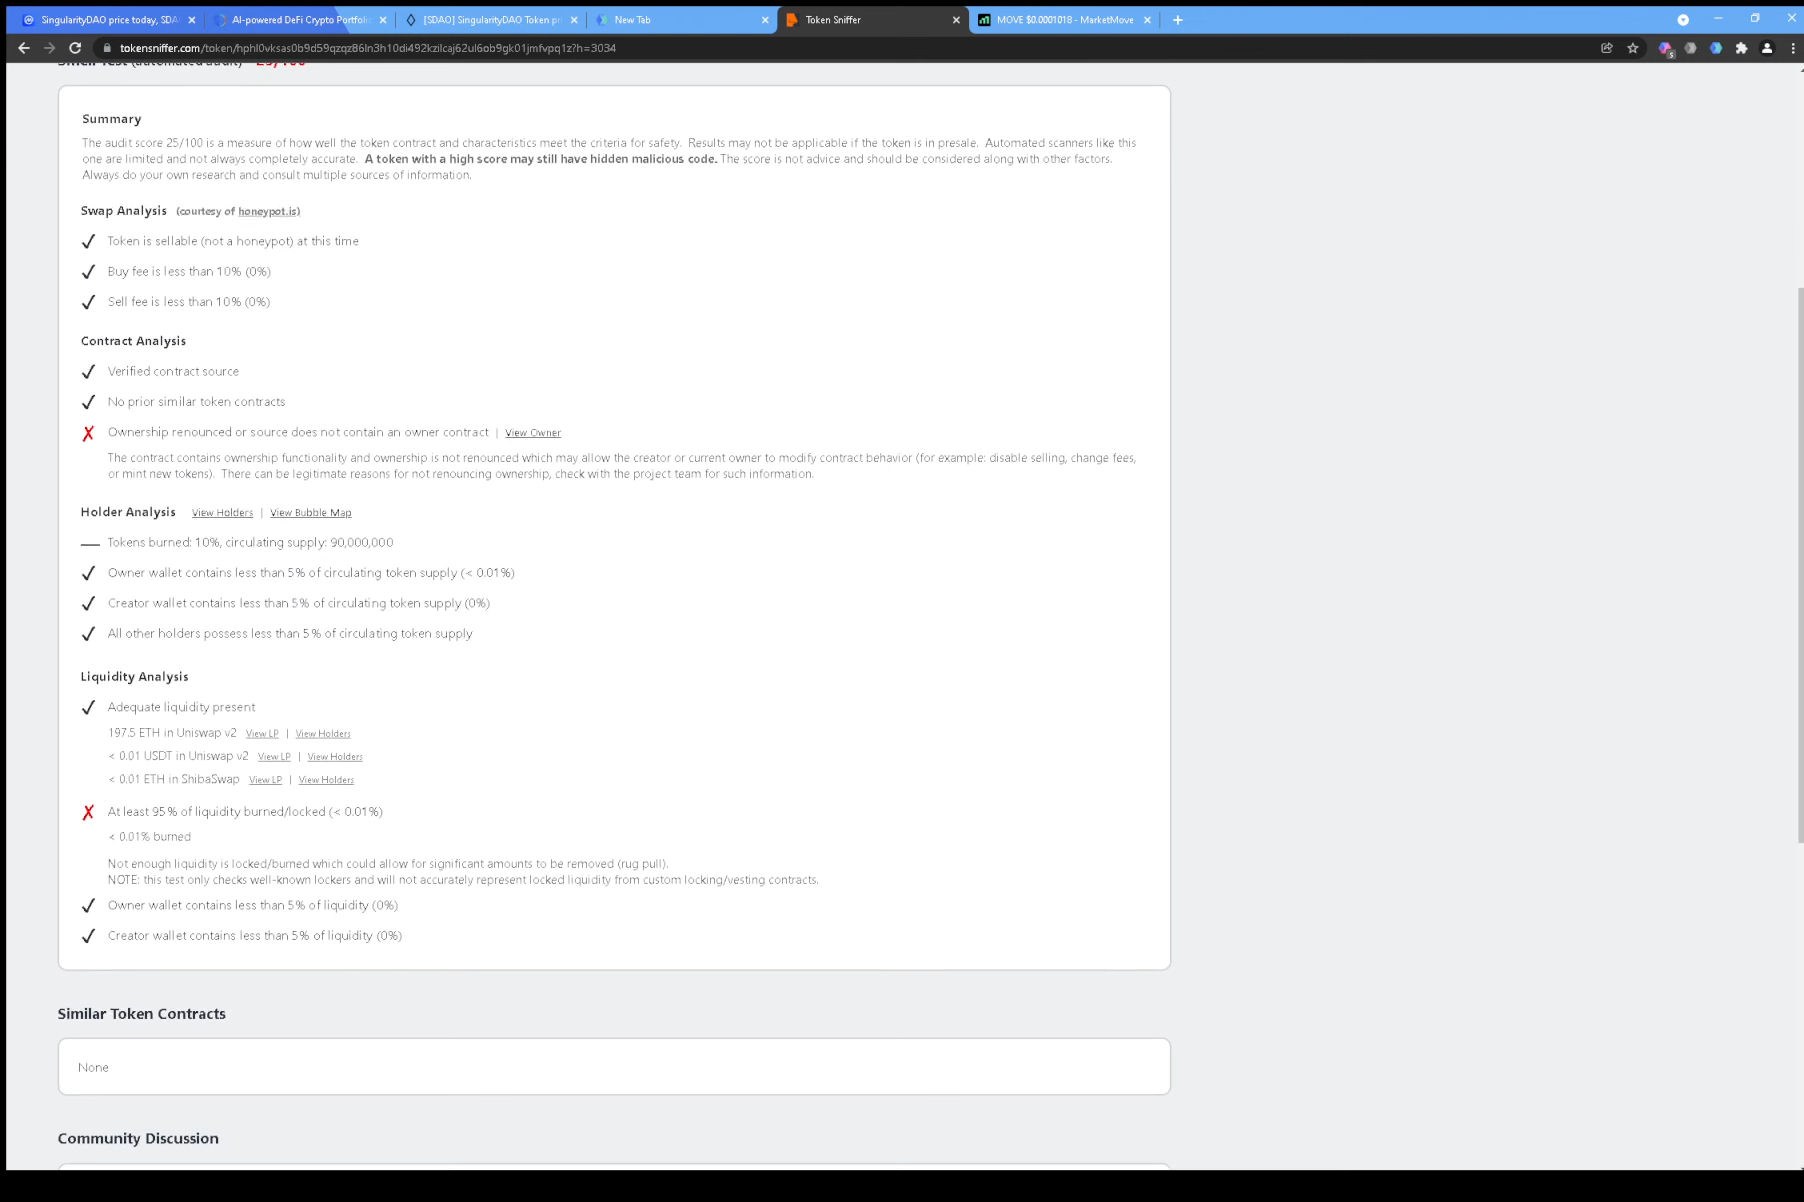 SingularityDAO price today, SDA
AI-powered DeFi Crypto Portfolio
[SDAO] SingularityDAO Token pr
New Tab
Token Sniffer
MOVE $0.0001018 - MarketMove
tokensniffer.com/token/hphl0vksas0b9d59qzqz86ln3h10di492kzilcaj62ul6ob9gk01jmfvpq1z?h=3034
Smell Test (automated audit) 25/100
Summary
The audit score 25/100 is a measure of how well the token contract and characteristics meet the criteria for safety. Results may not be applicable if the token is in presale. Automated scanners like this
one are limited and not always completely accurate. A token with a high score may still have hidden malicious code. The score is not advice and should be considered along with other factors.
Always do your own research and consult multiple sources of information.
Swap Analysis (courtesy of honeypot.is)
Token is sellable (not a honeypot) at this time
Buy fee is less than 10% (0%)
Sell fee is less than 10% (0%)
Contract Analysis
Verified contract source
No prior similar token contracts
Ownership renounced or source does not contain an owner contract | View Owner
The contract contains ownership functionality and ownership is not renounced which may allow the creator or current owner to modify contract behavior (for example: disable selling, change fees,
or mint new tokens). There can be legitimate reasons for not renouncing ownership, check with the project team for such information.
Holder Analysis View Holders | View Bubble Map
Tokens burned: 10%, circulating supply: 90,000,000
Owner wallet contains less than 5% of circulating token supply (< 0.01%)
Creator wallet contains less than 5% of circulating token supply (0%)
All other holders possess less than 5% of circulating token supply
Liquidity Analysis
Adequate liquidity present
197.5 ETH in Uniswap v2 View LP | View Holders
< 0.01 USDT in Uniswap v2 View LP | View Holders
< 0.01 ETH in ShibaSwap View LP | View Holders
At least 95% of liquidity burned/locked (< 0.01%)
< 0.01% burned
Not enough liquidity is locked/burned which could allow for significant amounts to be removed (rug pull).
NOTE: this test only checks well-known lockers and will not accurately represent locked liquidity from custom locking/vesting contracts.
Owner wallet contains less than 5% of liquidity (0%)
Creator wallet contains less than 5% of liquidity (0%)
Similar Token Contracts
None
Community Discussion